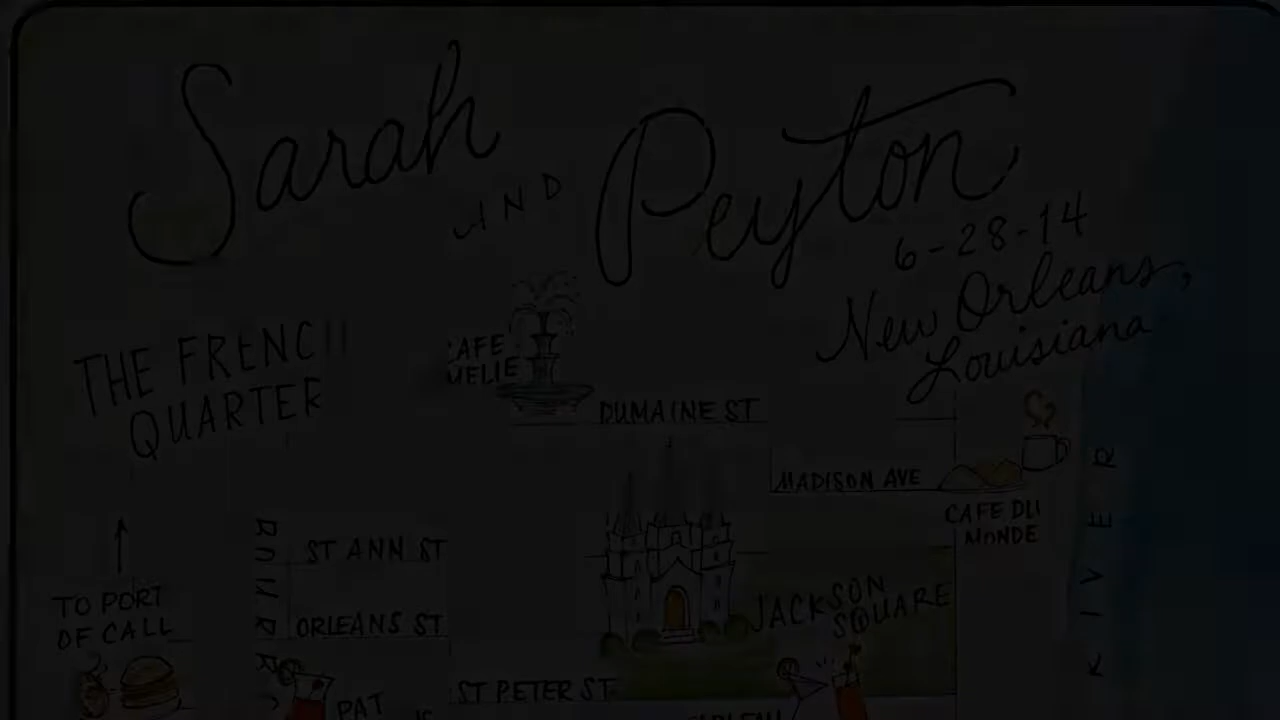 Sarah
AND
Peyton
6-28-14
New Orleans,
Louisiana
THE FRENCH
QUARTER
DUMAINE ST
MADISON AVE
CAFE DU
MONDE
RIVER
ST ANN ST
JACKSON
SQUARE
TO PORT
OF CALL
ORLEANS ST
ST PETER ST
PAT